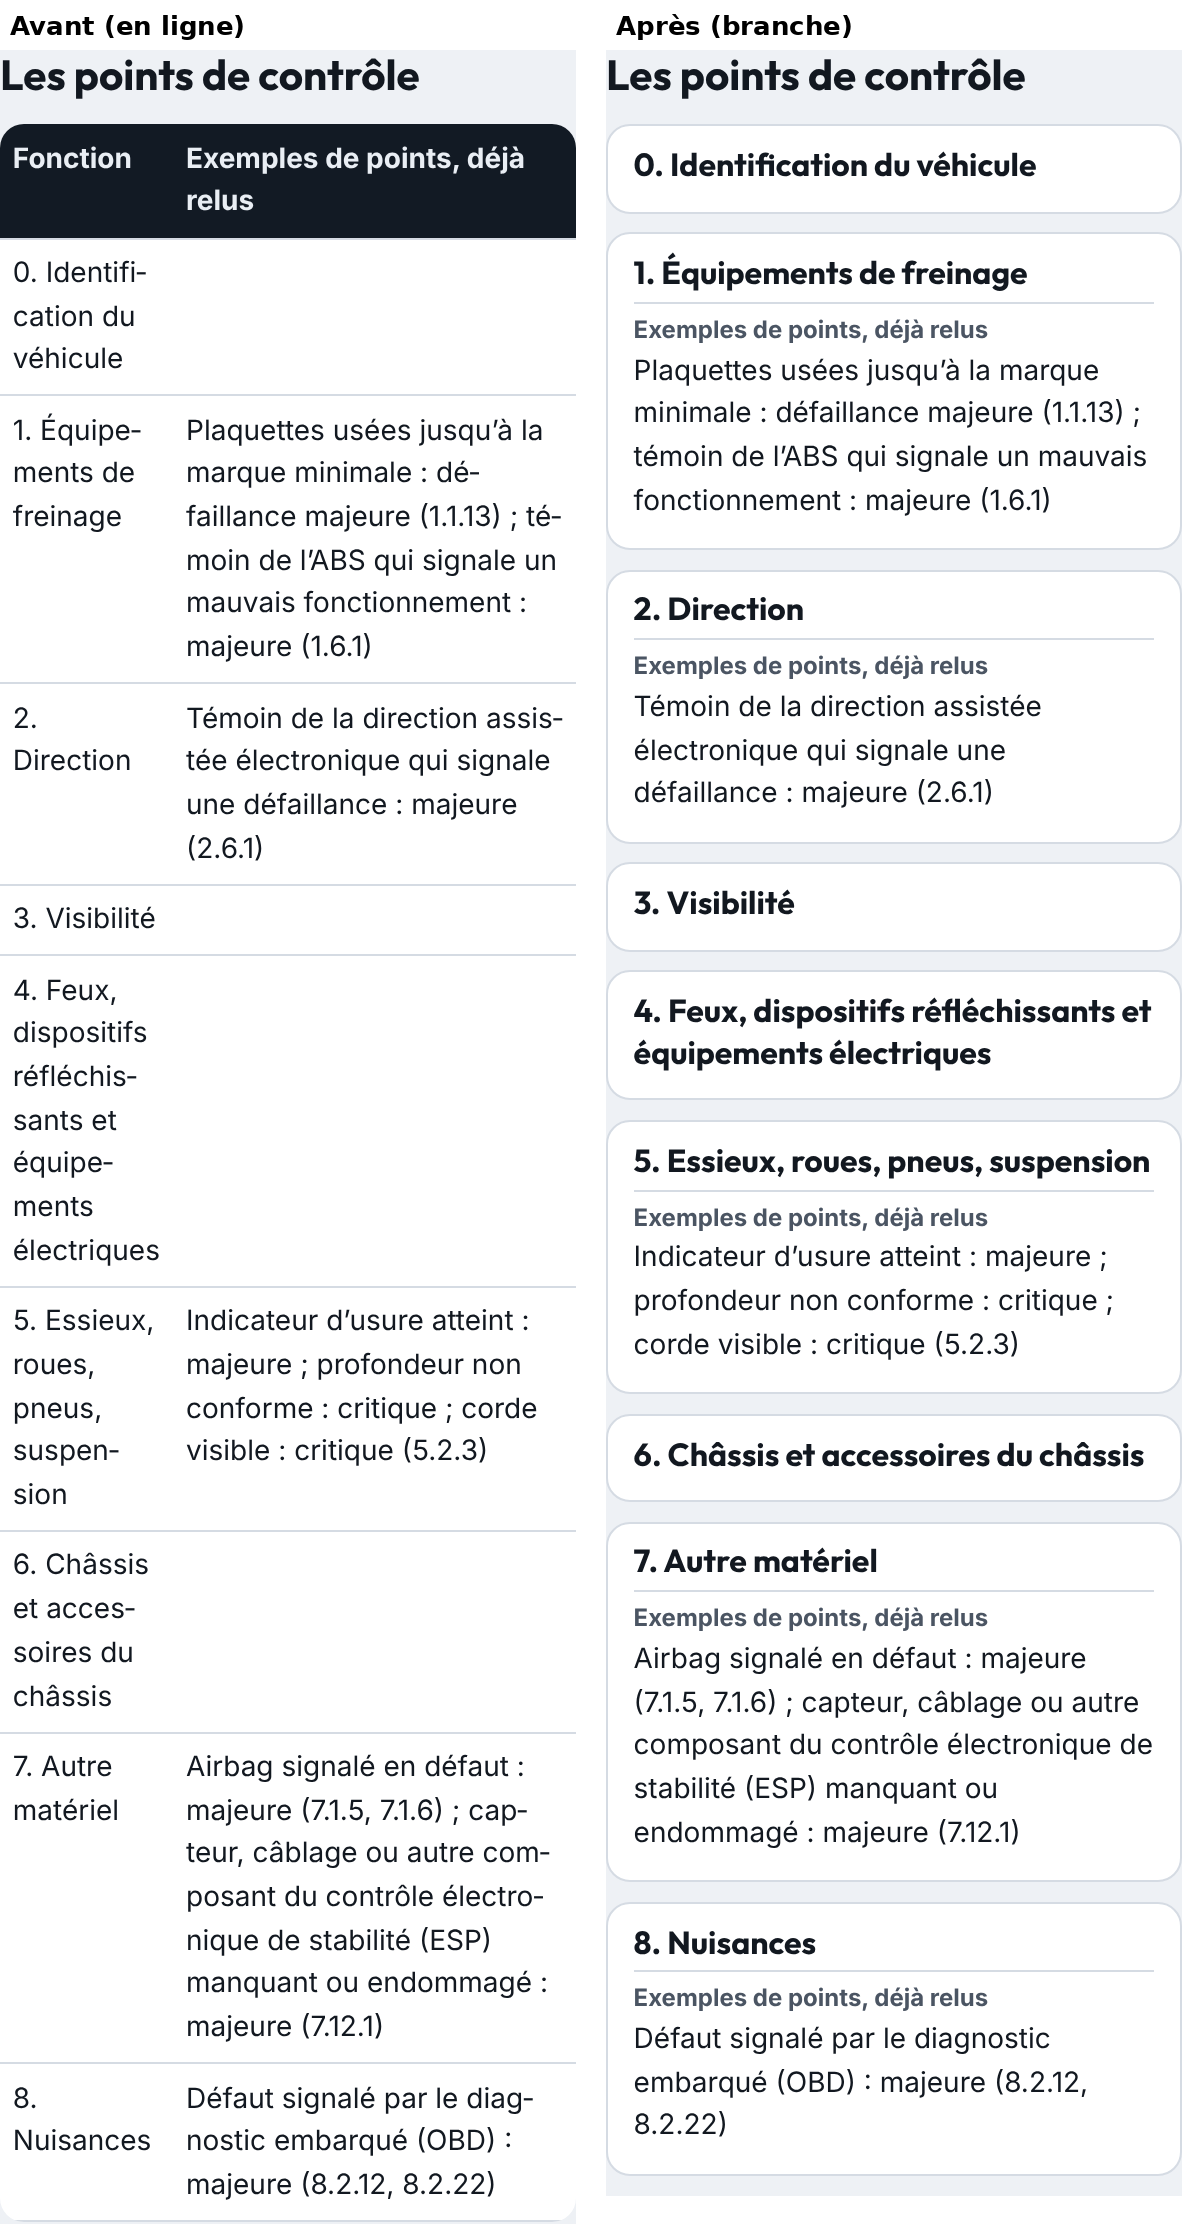 Avant (en ligne)
Les points de contrôle
Fonction
Exemples de points, déjà
relus
0. Identifi-
cation du
véhicule
1. Équipe-
ments de
freinage
Plaquettes usées jusqu’à la
marque minimale : dé-
faillance majeure (1.1.13) ; té-
moin de l’ABS qui signale un
mauvais fonctionnement :
majeure (1.6.1)
2.
Direction
Témoin de la direction assis-
tée électronique qui signale
une défaillance : majeure
(2.6.1)
3. Visibilité
4. Feux,
dispositifs
réfléchis-
sants et
équipe-
ments
électriques
5. Essieux,
roues,
pneus,
suspen-
sion
Indicateur d’usure atteint :
majeure ; profondeur non
conforme : critique ; corde
visible : critique (5.2.3)
6. Châssis
et acces-
soires du
châssis
7. Autre
matériel
Airbag signalé en défaut :
majeure (7.1.5, 7.1.6) ; cap-
teur, câblage ou autre com-
posant du contrôle électro-
nique de stabilité (ESP)
manquant ou endommagé :
majeure (7.12.1)
8.
Nuisances
Défaut signalé par le diag-
nostic embarqué (OBD) :
majeure (8.2.12, 8.2.22)
Après (branche)
Les points de contrôle
0. Identification du véhicule
1. Équipements de freinage
Exemples de points, déjà relus
Plaquettes usées jusqu’à la marque
minimale : défaillance majeure (1.1.13) ;
témoin de l’ABS qui signale un mauvais
fonctionnement : majeure (1.6.1)
2. Direction
Exemples de points, déjà relus
Témoin de la direction assistée
électronique qui signale une
défaillance : majeure (2.6.1)
3. Visibilité
4. Feux, dispositifs réfléchissants et
équipements électriques
5. Essieux, roues, pneus, suspension
Exemples de points, déjà relus
Indicateur d’usure atteint : majeure ;
profondeur non conforme : critique ;
corde visible : critique (5.2.3)
6. Châssis et accessoires du châssis
7. Autre matériel
Exemples de points, déjà relus
Airbag signalé en défaut : majeure
(7.1.5, 7.1.6) ; capteur, câblage ou autre
composant du contrôle électronique de
stabilité (ESP) manquant ou
endommagé : majeure (7.12.1)
8. Nuisances
Exemples de points, déjà relus
Défaut signalé par le diagnostic
embarqué (OBD) : majeure (8.2.12,
8.2.22)